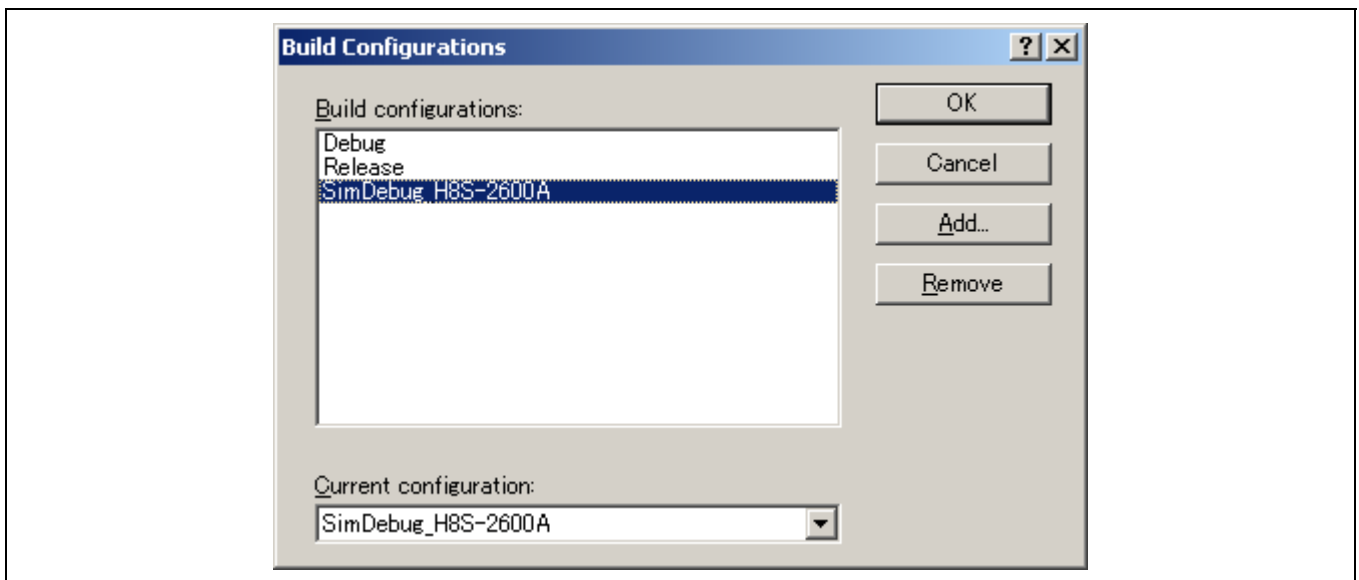 Build Configurations
Build configurations:
Debug
Release
SimDebug_H8S-2600A
OK
Cancel
Add...
Remove
Current configuration:
SimDebug_H8S-2600A